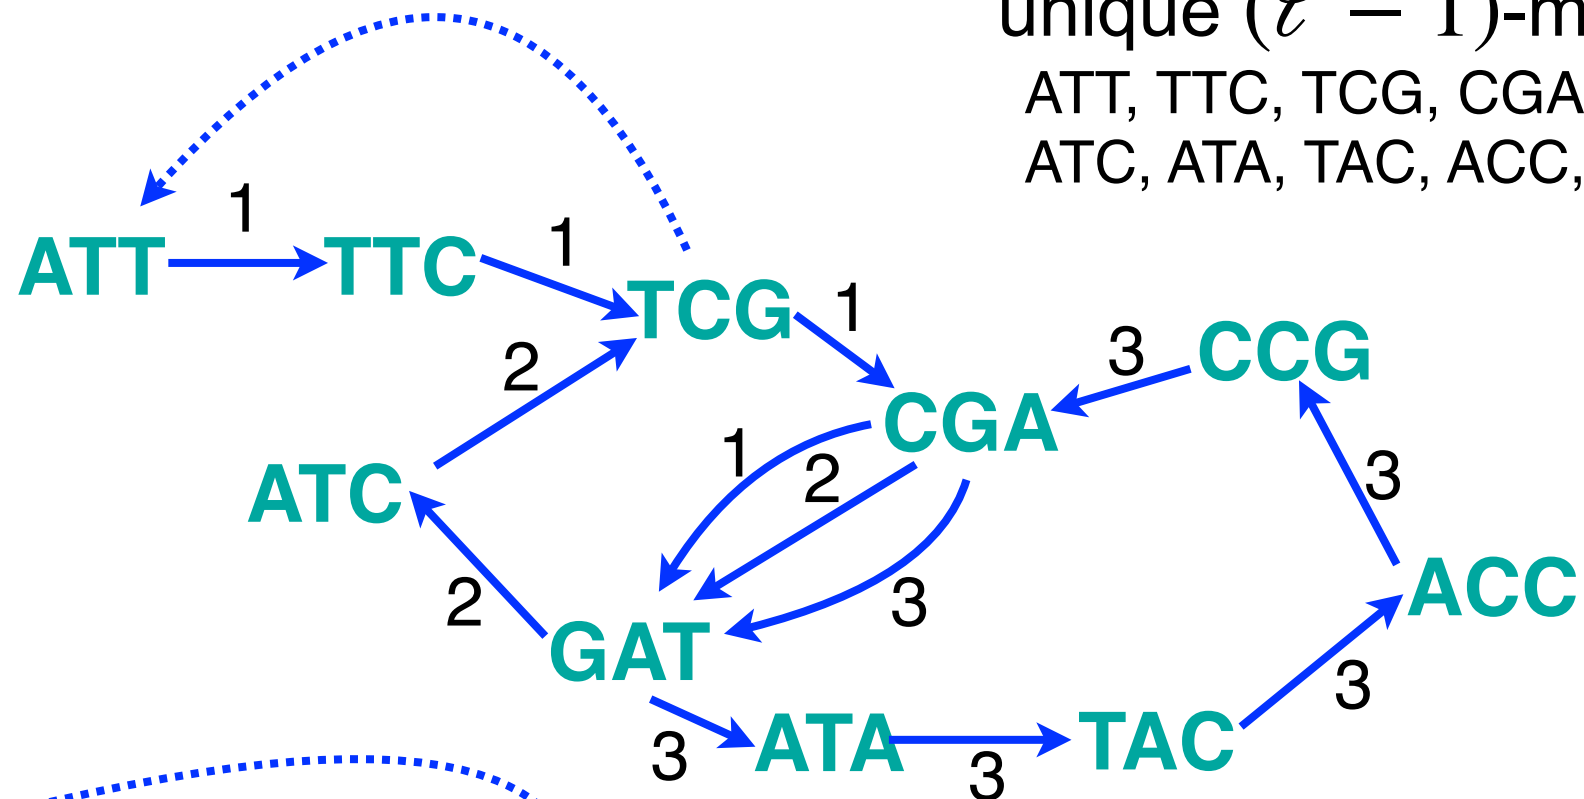 unique (ℓ − 1)-m
ATT, TTC, TCG, CGA
ATC, ATA, TAC, ACC,
1
1
ATT TTC
TCG 1
2
3 CCG
CGA
1
2
ATC
3
2
3
ACC
GAT
3
3
ATA TAC
3